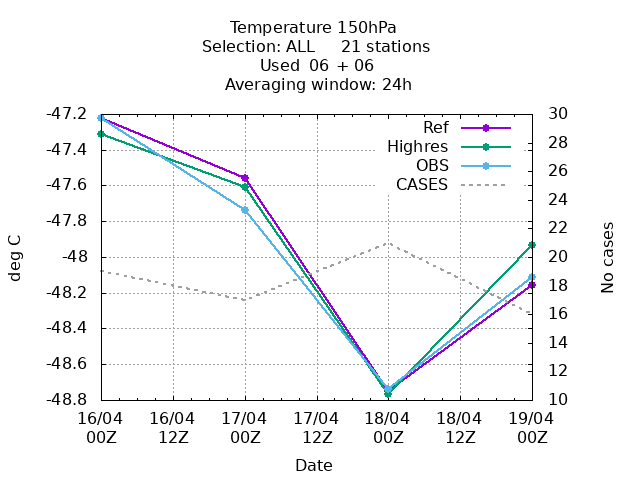 Temperature 150hPa
Selection: ALL 21 stations
Used 06 + 06
Averaging window: 24h
-47.2
-47.4
-47.6
-47.8
-48
-48.2
-48.4
-48.6
-48.8
30
28
26
24
22
20
18
16
14
12
10
Ref
Highres
OBS
CASES
deg C
No cases
16/04 00Z
16/04 12Z
17/04 00Z
17/04 12Z
18/04 00Z
18/04 12Z
19/04 00Z
Date